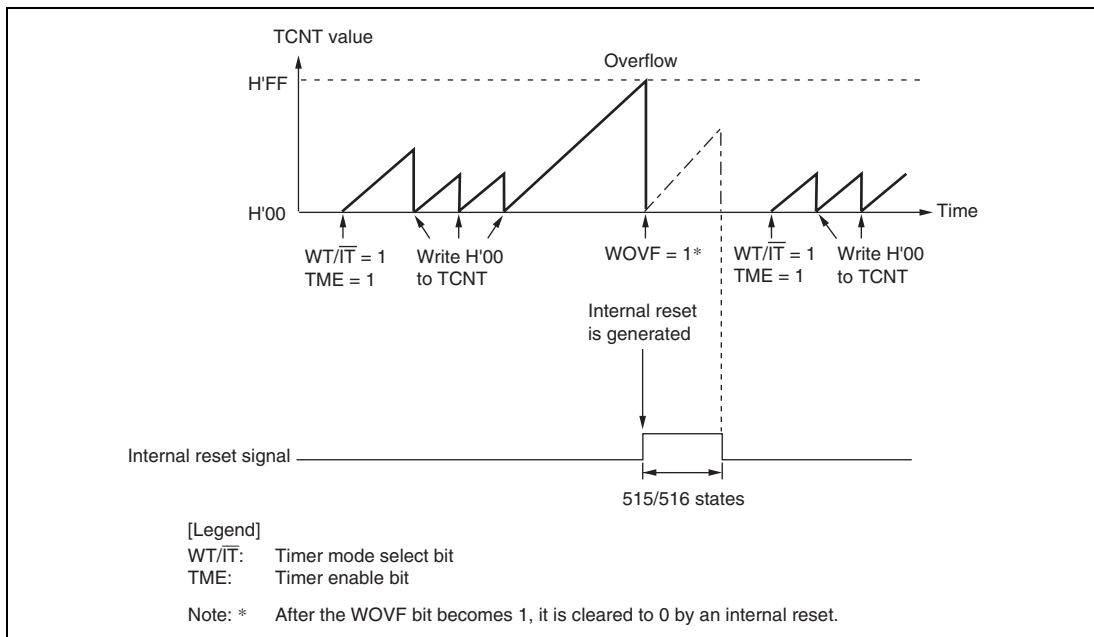 TCNT value
Overflow
H'FF
H'00
Time
WT/I̅T̅ = 1
TME = 1
Write H'00
to TCNT
WOVF = 1*
WT/I̅T̅ = 1
TME = 1
Write H'00
to TCNT
Internal reset
is generated
Internal reset signal
515/516 states
[Legend]
WT/I̅T̅: Timer mode select bit
TME: Timer enable bit
Note: * After the WOVF bit becomes 1, it is cleared to 0 by an internal reset.